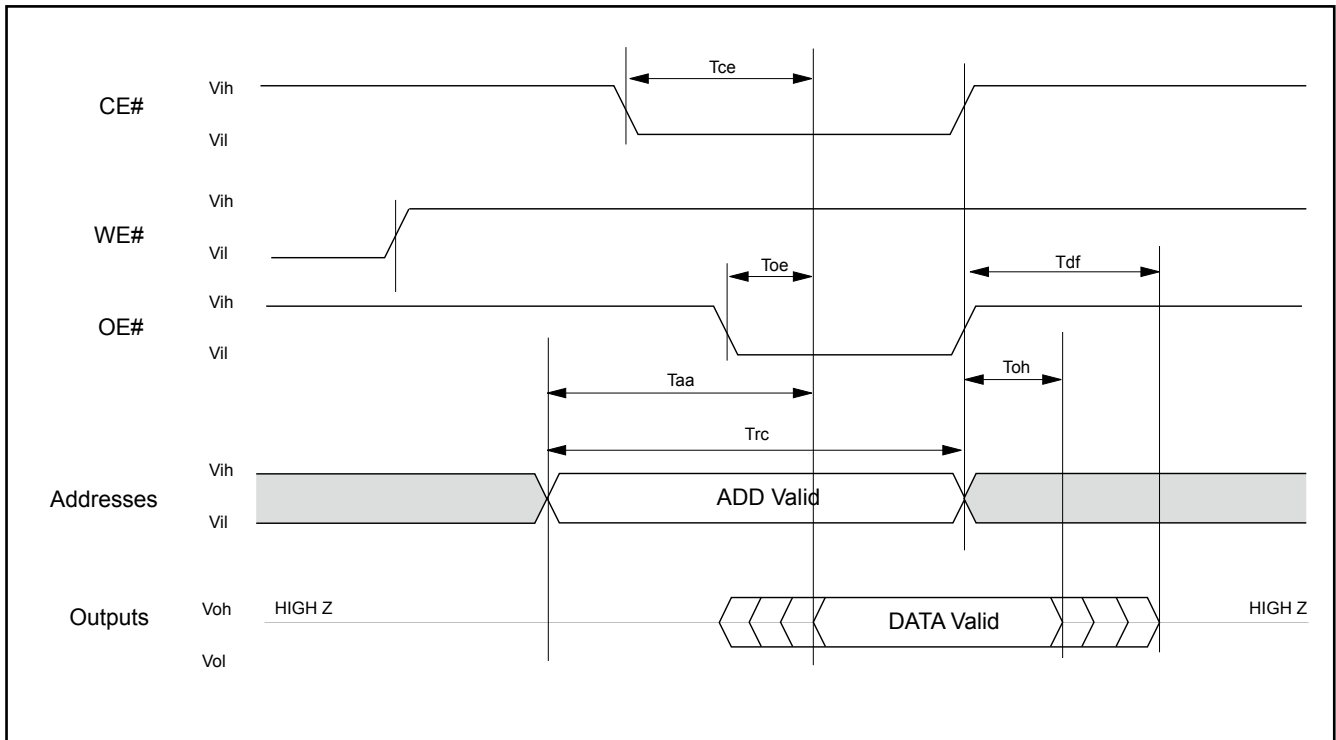 Tce
Vih
CE#
Vil
Vih
WE#
Vil
Toe
Tdf
Vih
OE#
Vil
Taa
Toh
Trc
Vih
Addresses
ADD Valid
Vil
Outputs
Voh
HIGH Z
DATA Valid
HIGH Z
Vol